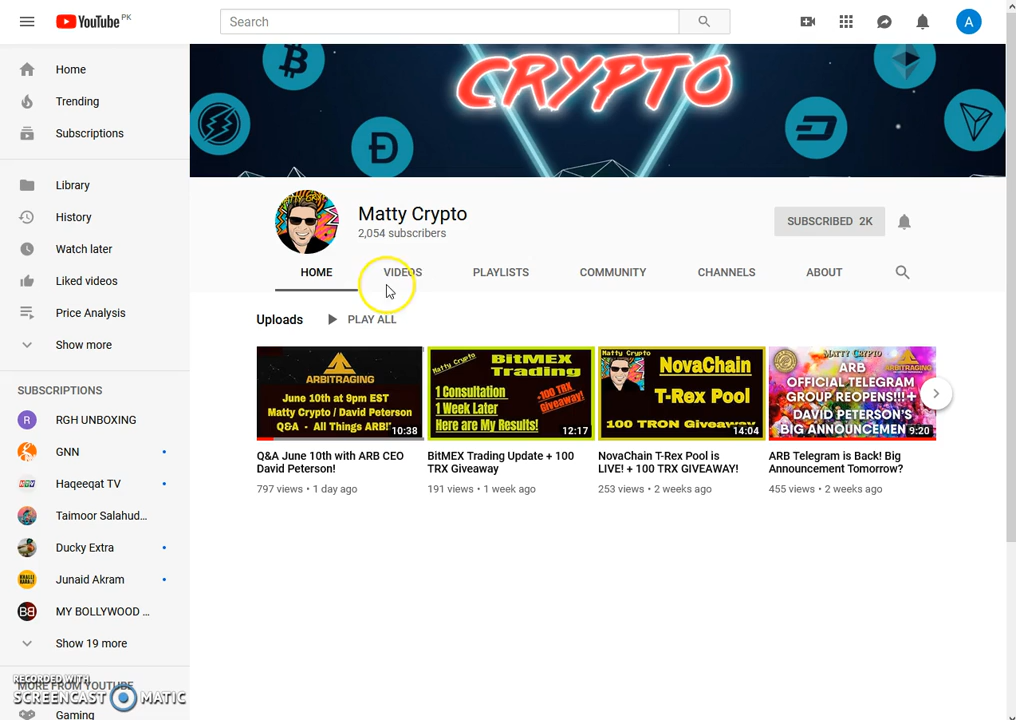 YouTube PK
Search
A
Home
Trending
Subscriptions
Library
History
Watch later
Liked videos
Price Analysis
Show more
SUBSCRIPTIONS
R RGH UNBOXING
GNN
Haqeeqat TV
Taimoor Salahud...
Ducky Extra
Junaid Akram
BB MY BOLLYWOOD ...
Show 19 more
MORE FROM YOUTUBE
Gaming
RECORDED WITH
SCREENCAST MATIC
CRYPTO
Matty Crypto
2,054 subscribers
SUBSCRIBED 2K
HOME VIDEOS PLAYLISTS COMMUNITY CHANNELS ABOUT
Uploads PLAY ALL
ARBITRAGING
June 10th at 9pm EST
Matty Crypto / David Peterson
Q&A - All Things ARB!
10:38
Q&A June 10th with ARB CEO
David Peterson!
797 views • 1 day ago
Matty Crypto
BitMEX
Trading
1 Consultation
1 Week Later
Here are My Results!
+100 TRX
Giveaway!
12:17
BitMEX Trading Update + 100
TRX Giveaway
191 views • 1 week ago
Matty Crypto
NovaChain
T-Rex Pool
100 TRON Giveaway
14:04
NovaChain T-Rex Pool is
LIVE! + 100 TRX GIVEAWAY!
253 views • 2 weeks ago
MATTY CRYPTO
ARBITRAGING
ARB
OFFICIAL TELEGRAM
GROUP REOPENS!!! +
DAVID PETERSON'S
BIG ANNOUNCEMEN
9:20
ARB Telegram is Back! Big
Announcement Tomorrow?
455 views • 2 weeks ago